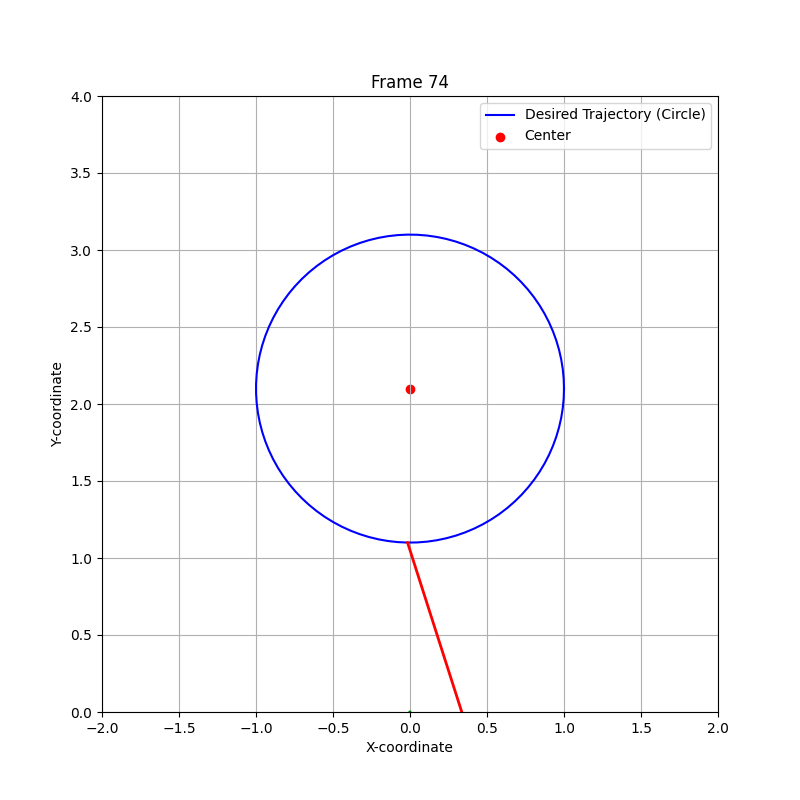 Frame 74
Desired Trajectory (Circle)
Center
Y-coordinate
4.0
3.5
3.0
2.5
2.0
1.5
1.0
0.5
0.0
−2.0 −1.5 −1.0 −0.5 0.0 0.5 1.0 1.5 2.0
X-coordinate